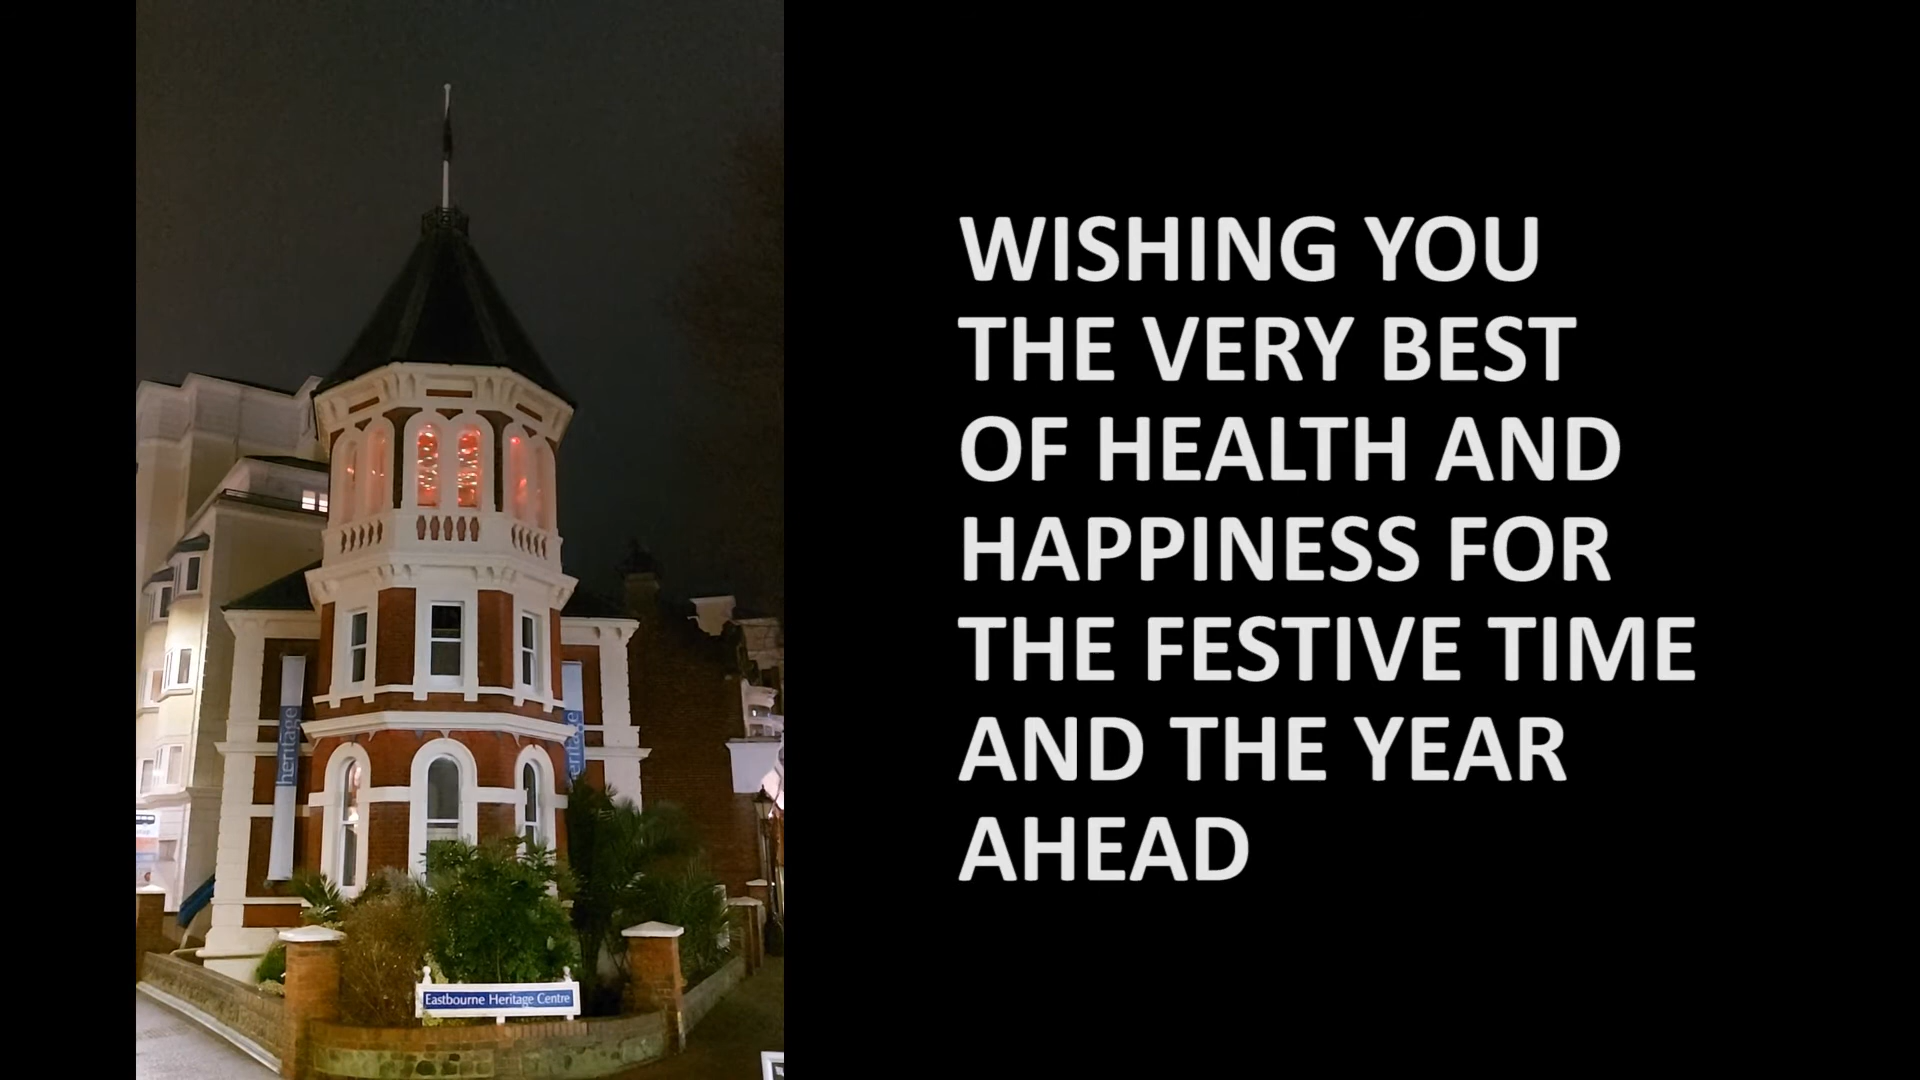 WISHING YOU
THE VERY BEST
OF HEALTH AND
HAPPINESS FOR
THE FESTIVE TIME
AND THE YEAR
AHEAD
heritage
heritage
Eastbourne Heritage Centre